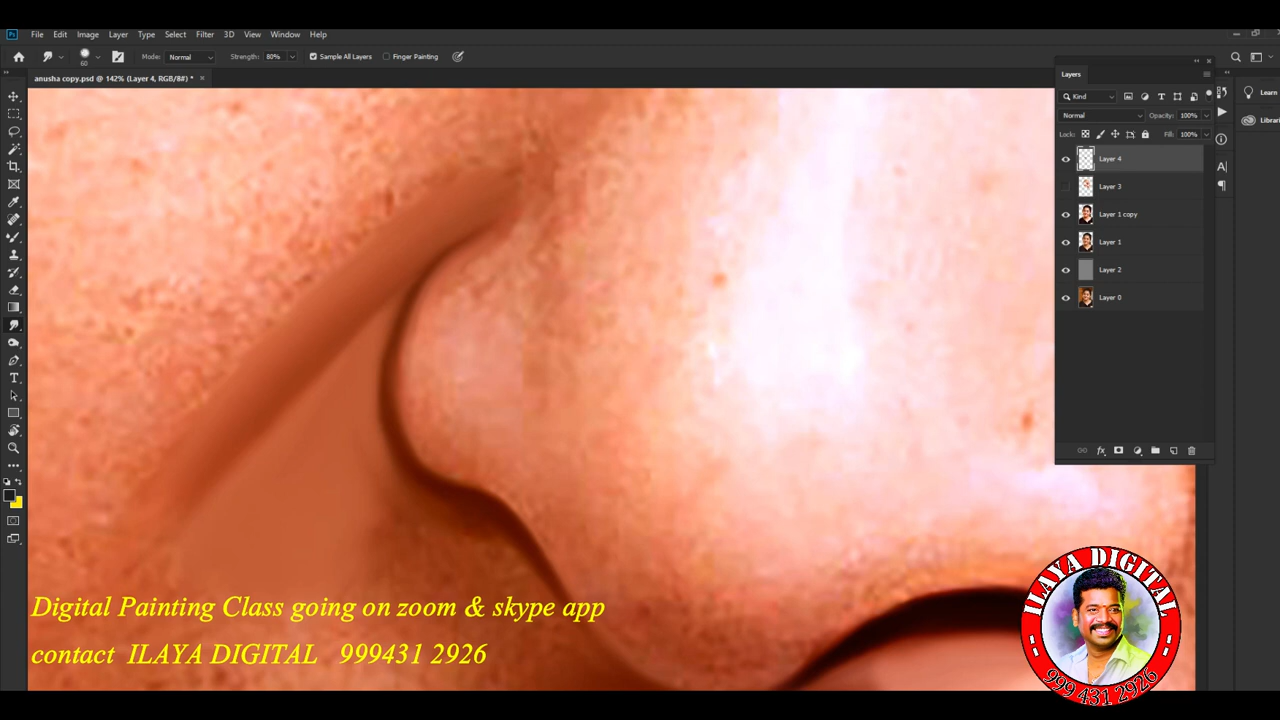 Ps File Edit Image Layer Type Select Filter 3D View Window Help
60 Mode: Normal Strength: 80% Sample All Layers Finger Painting
anusha copy.psd @ 142% (Layer 4, RGB/8#) * ×
Layers
Kind
Learn
Normal Opacity: 100%
Lock: Fill: 100%
Layer 4
Layer 3
Layer 1 copy
Layer 1
Layer 2
Layer 0
Digital Painting Class going on zoom & skype app
contact ILAYA DIGITAL 999431 2926
ILAYA DIGITAL
999 431 2926